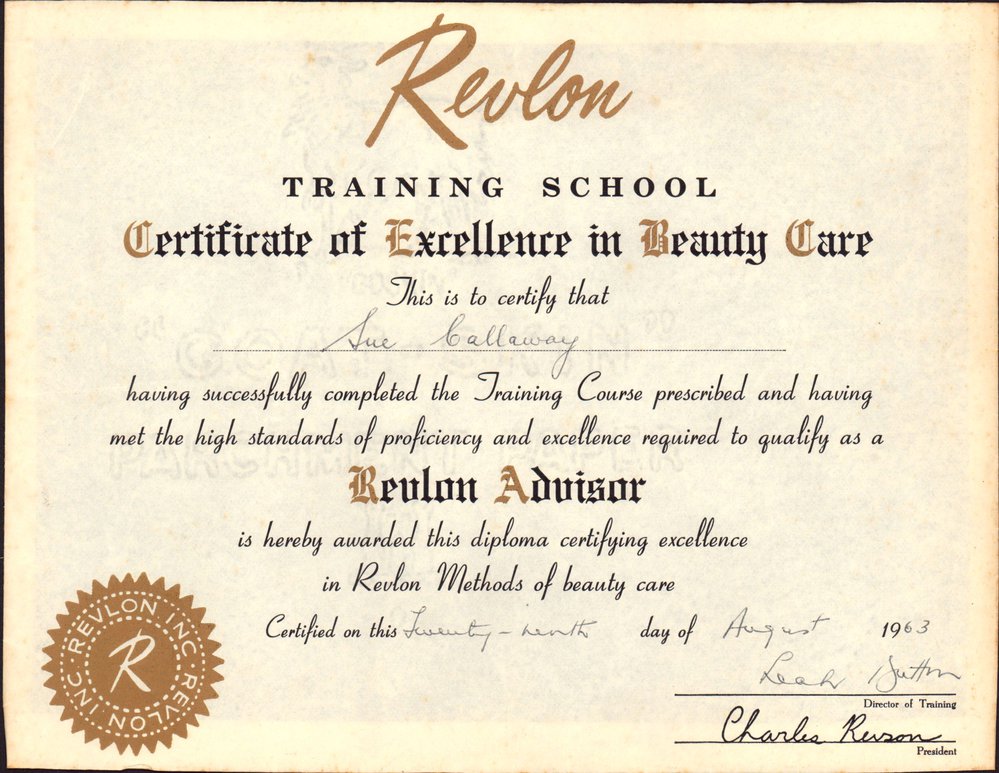 Revlon
TRAINING SCHOOL
Certificate of Excellence in Beauty Care
This is to certify that
Sue Callaway
having successfully completed the Training Course prescribed and having
met the high standards of proficiency and excellence required to qualify as a
Revlon Advisor
is hereby awarded this diploma certifying excellence
in Revlon Methods of beauty care
Certified on this Twenty-ninth day of August 1963
Leah Sutton
Director of Training
Charles Revson
President
REVLON INC · REVLON INC ·
R